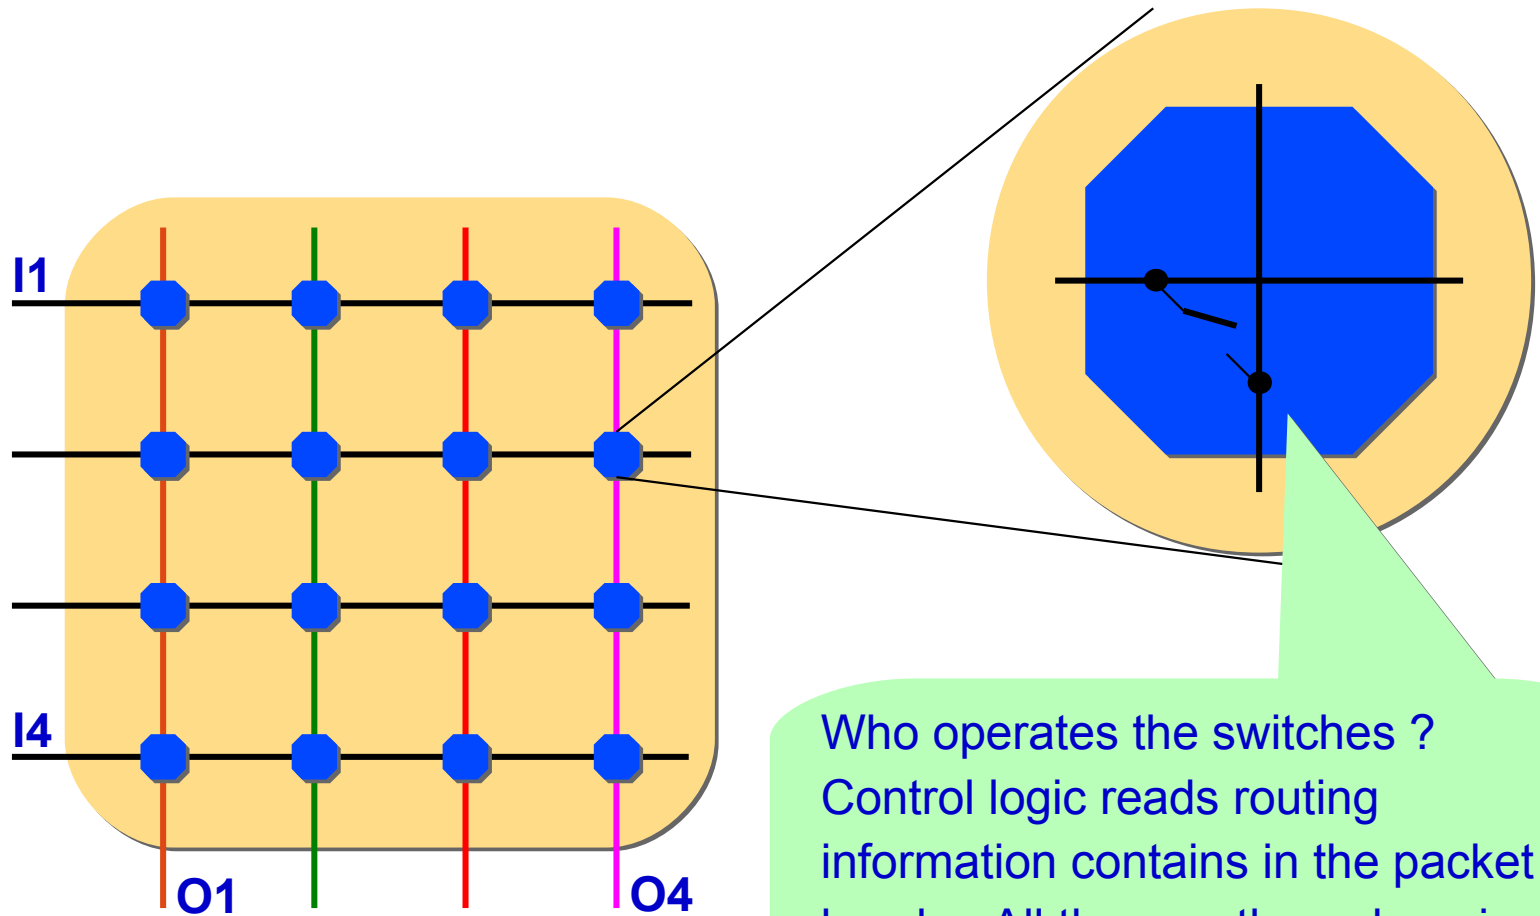 I1
I4
O1
O4
Who operates the switches ?
Control logic reads routing
information contains in the packet